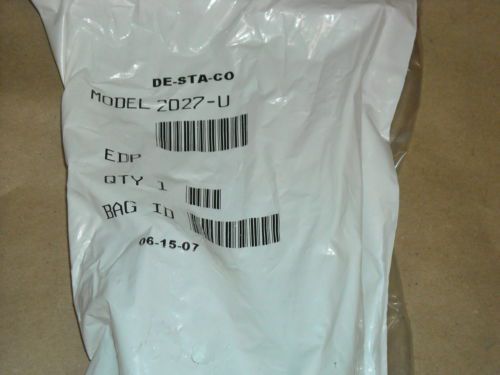 DE-STA-CO
MODEL 2027-U
EDP
QTY 1
BAG ID
06-15-07